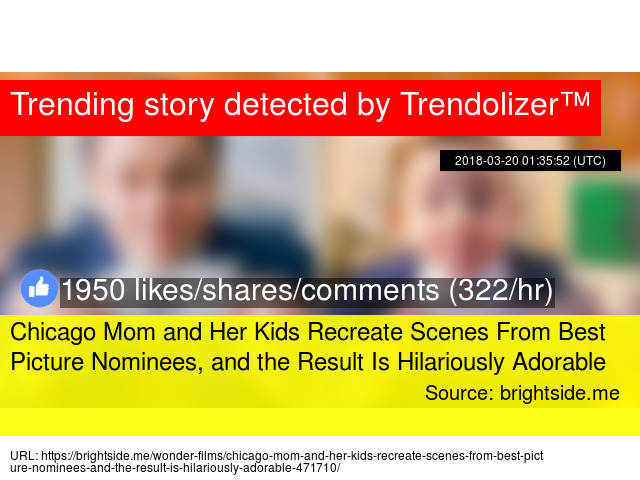 Trending story detected by Trendolizer™
2018-03-20 01:35:52 (UTC)
1950 likes/shares/comments (322/hr)
Chicago Mom and Her Kids Recreate Scenes From Best
Picture Nominees, and the Result Is Hilariously Adorable
Source: brightside.me
URL: https://brightside.me/wonder-films/chicago-mom-and-her-kids-recreate-scenes-from-best-pict
ure-nominees-and-the-result-is-hilariously-adorable-471710/